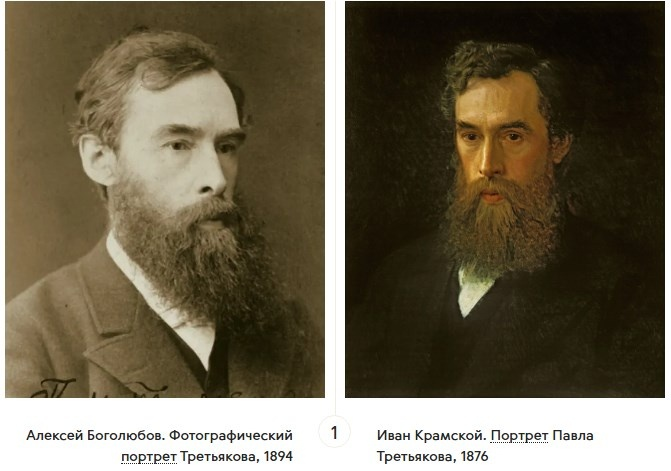 Алексей Боголюбов. Фотографический
портрет Третьякова, 1894
1
Иван Крамской. Портрет Павла
Третьякова, 1876